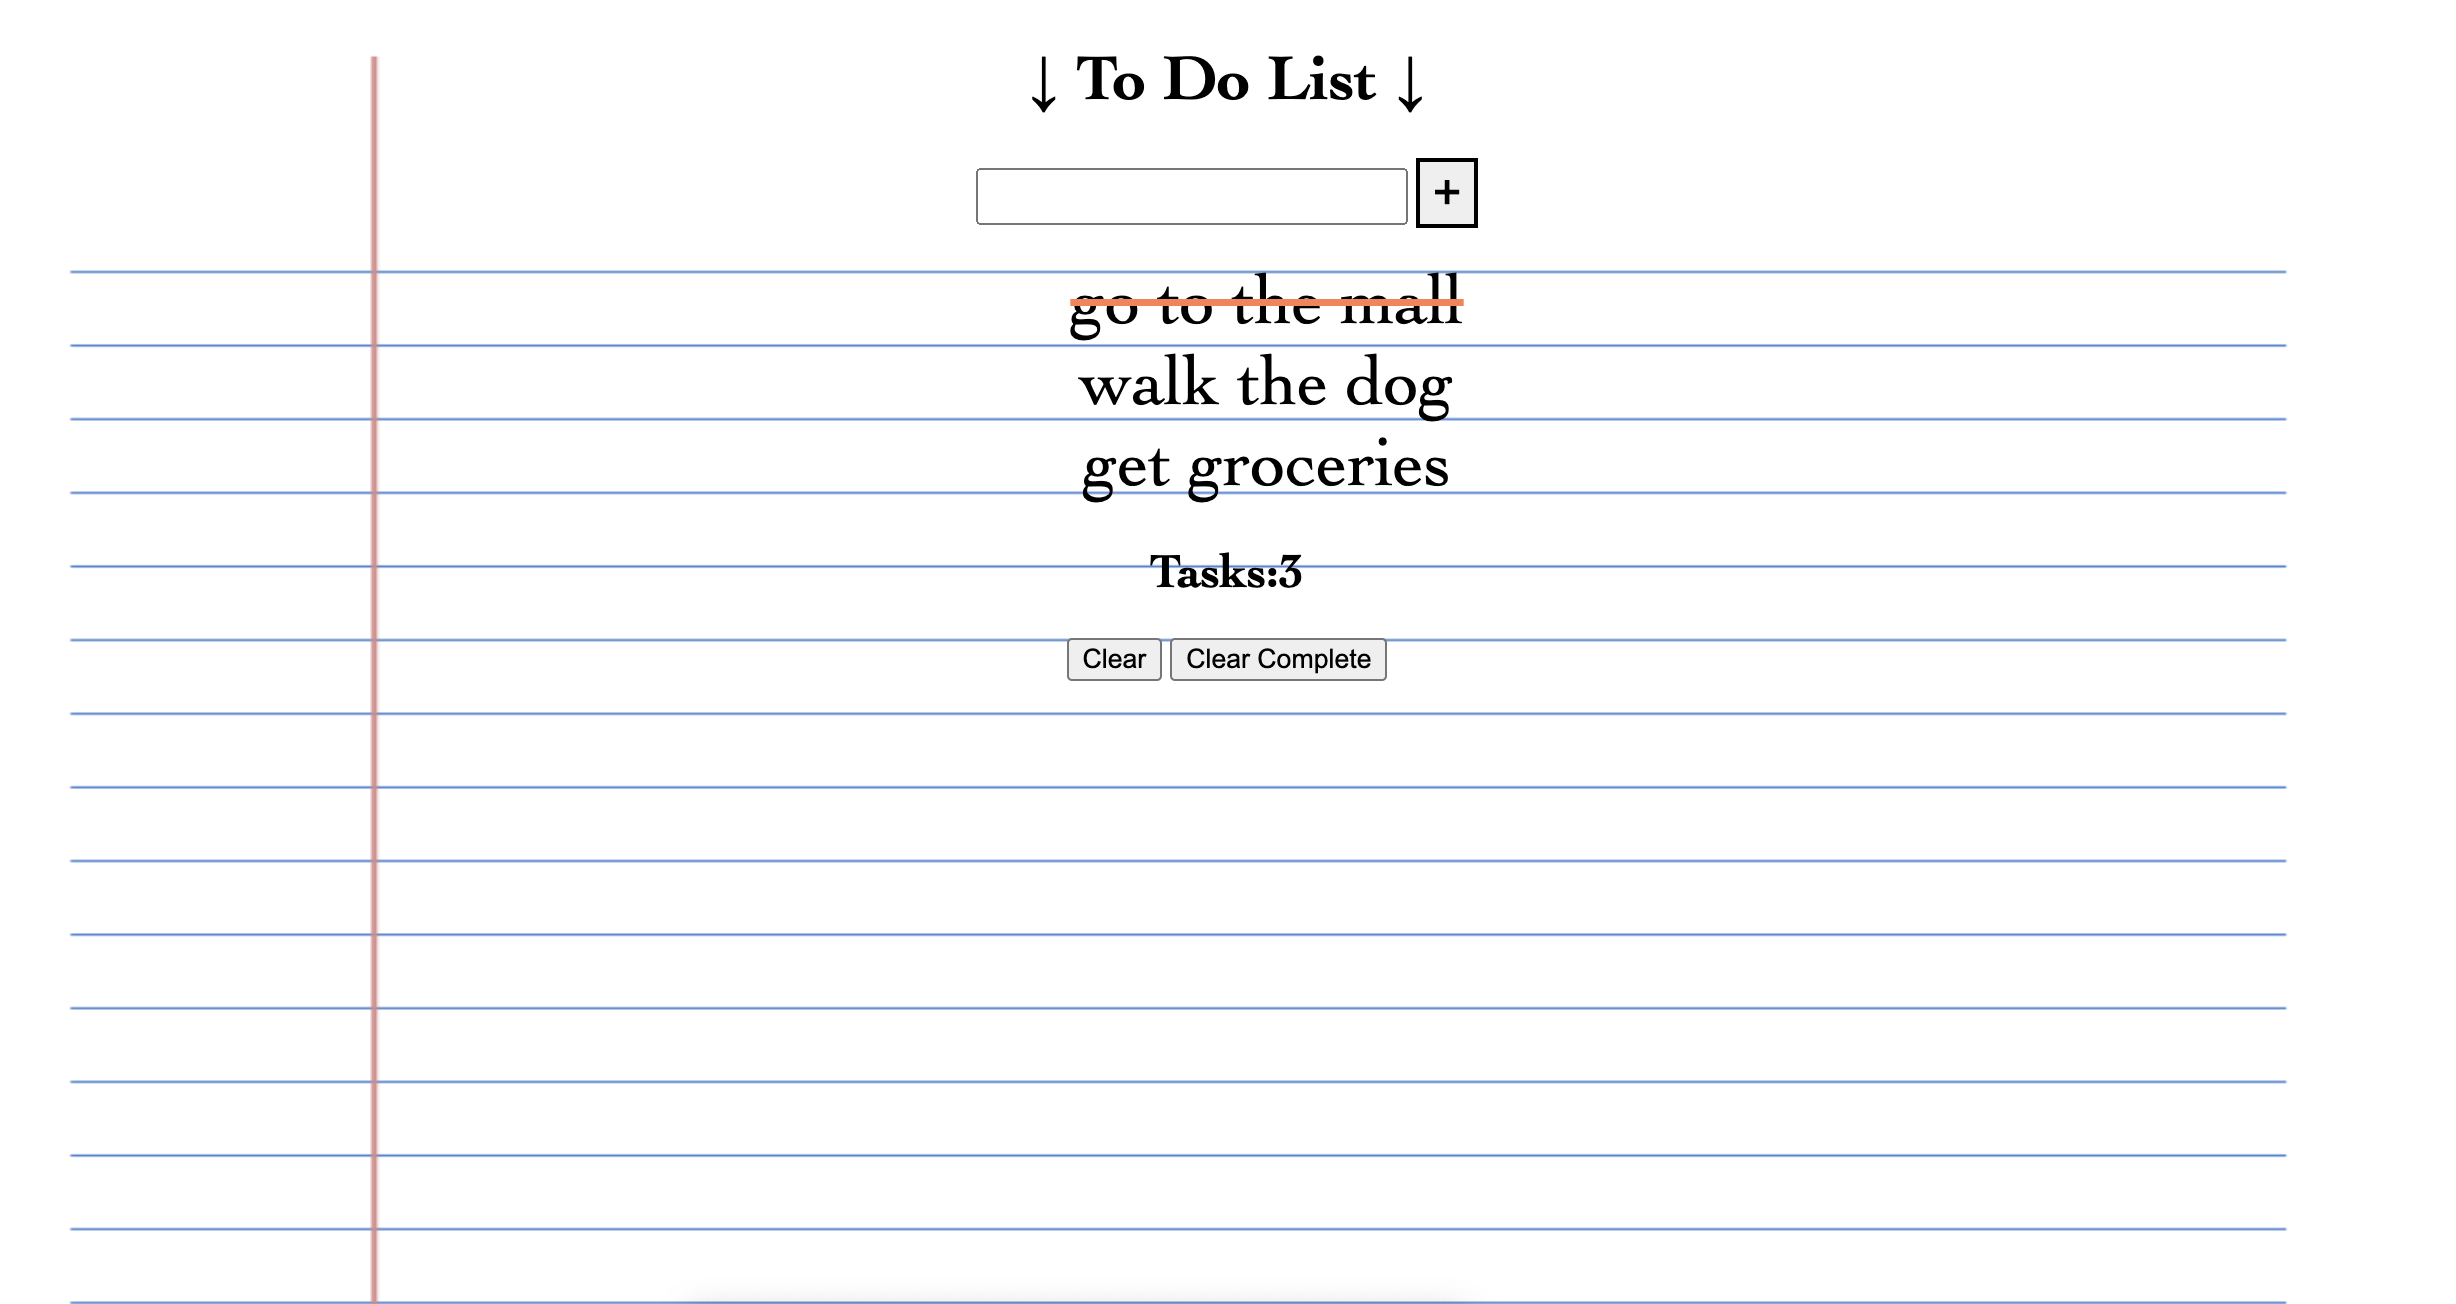 ↓ To Do List ↓
+
go to the mall
walk the dog
get groceries
Tasks:3
Clear Clear Complete